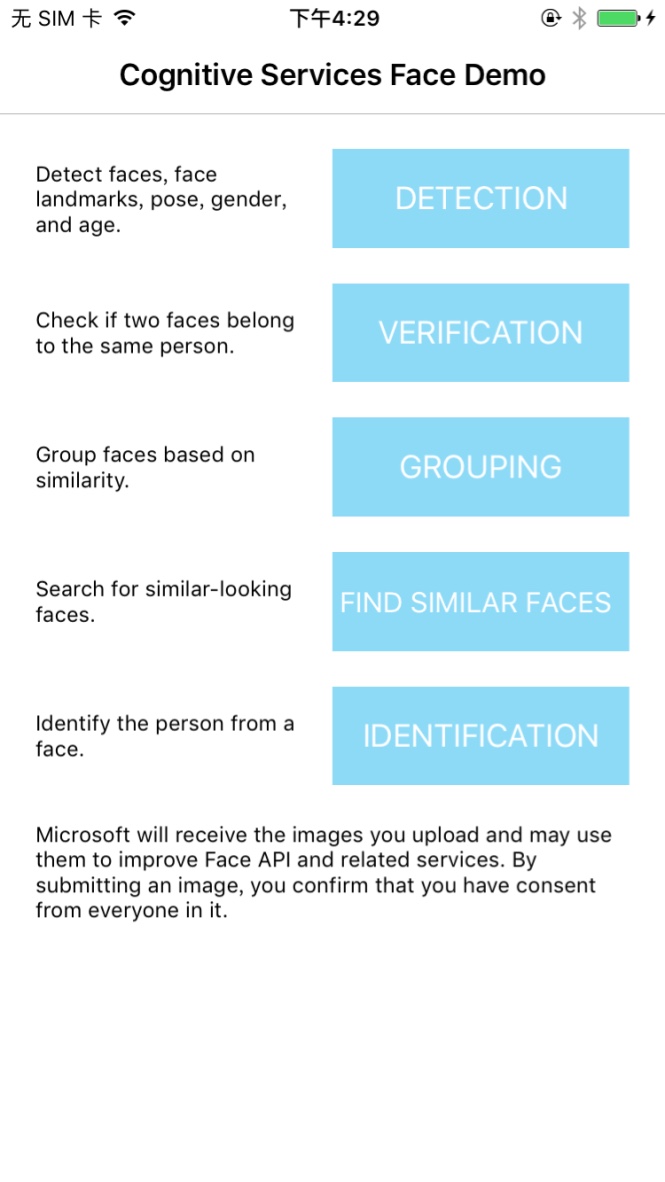 无 SIM 卡 下午4:29
Cognitive Services Face Demo
Detect faces, face
landmarks, pose, gender,
and age.
DETECTION
Check if two faces belong
to the same person.
VERIFICATION
Group faces based on
similarity.
GROUPING
Search for similar-looking
faces.
FIND SIMILAR FACES
Identify the person from a
face.
IDENTIFICATION
Microsoft will receive the images you upload and may use
them to improve Face API and related services. By
submitting an image, you confirm that you have consent
from everyone in it.